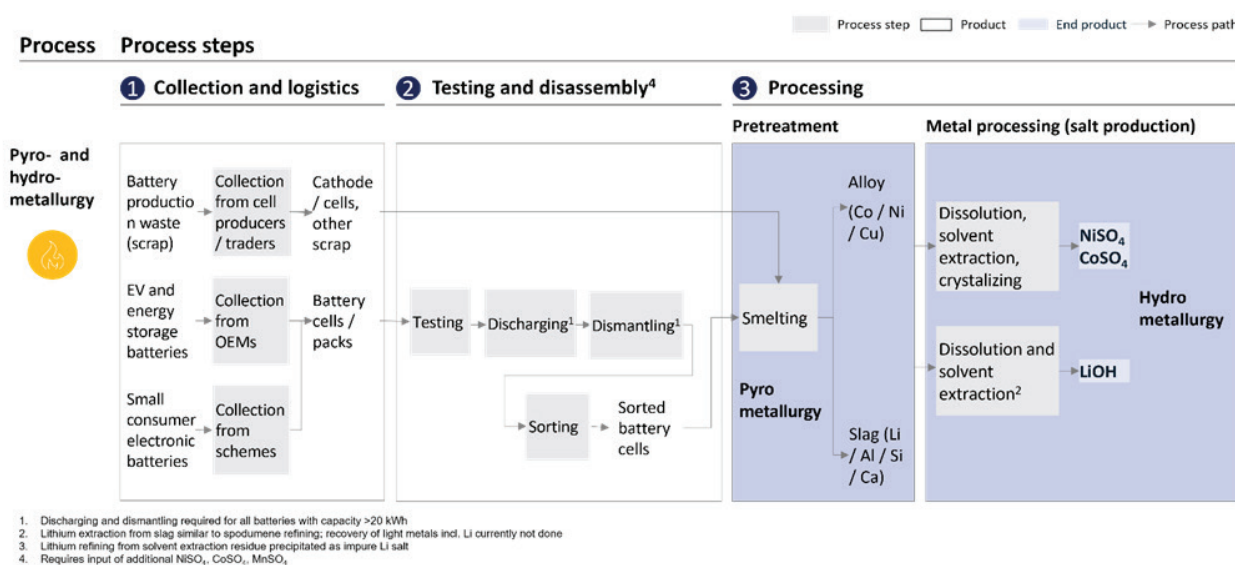 Process step
Product
End product
Process path
Process
Process steps
1 Collection and logistics
2 Testing and disassembly⁴
3 Processing
Pretreatment
Metal processing (salt production)
Pyro- and
hydro-
metallurgy
Battery
productio
n waste
(scrap)
Collection
from cell
producers
/ traders
Cathode
/ cells,
other
scrap
EV and
energy
storage
batteries
Collection
from
OEMs
Battery
cells /
packs
Small
consumer
electronic
batteries
Collection
from
schemes
Testing
Discharging¹
Dismantling¹
Sorting
Sorted
battery
cells
Smelting
Pyro
metallurgy
Alloy
(Co / Ni
/ Cu)
Slag (Li
/ Al / Si
/ Ca)
Dissolution,
solvent
extraction,
crystalizing
NiSO₄
CoSO₄
Hydro
metallurgy
Dissolution and
solvent
extraction²
LiOH
1. Discharging and dismantling required for all batteries with capacity >20 kWh
2. Lithium extraction from slag similar to spodumene refining; recovery of light metals incl. Li currently not done
3. Lithium refining from solvent extraction residue precipitated as impure Li salt
4. Requires input of additional NiSO₄, CoSO₄, MnSO₄